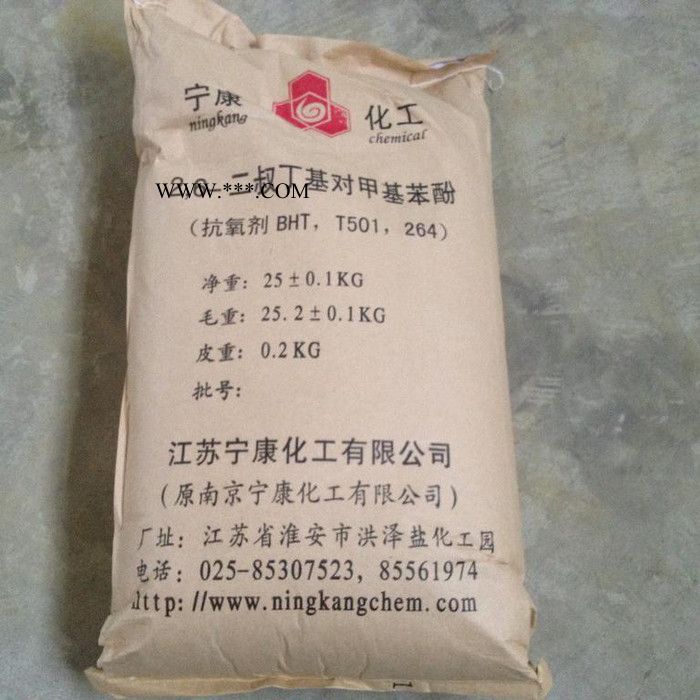 宁康 化工
ningkang chemical
二叔丁基对甲基苯酚
WWW.***.COM
(抗氧剂BHT，T501，264)
净重：25±0.1KG
毛重：25.2±0.1KG
皮重：0.2KG
批号：
江苏宁康化工有限公司
(原南京宁康化工有限公司)
厂址：江苏省淮安市洪泽盐化工园
电话：025-85307523, 85561974
http://www.ningkangchem.com